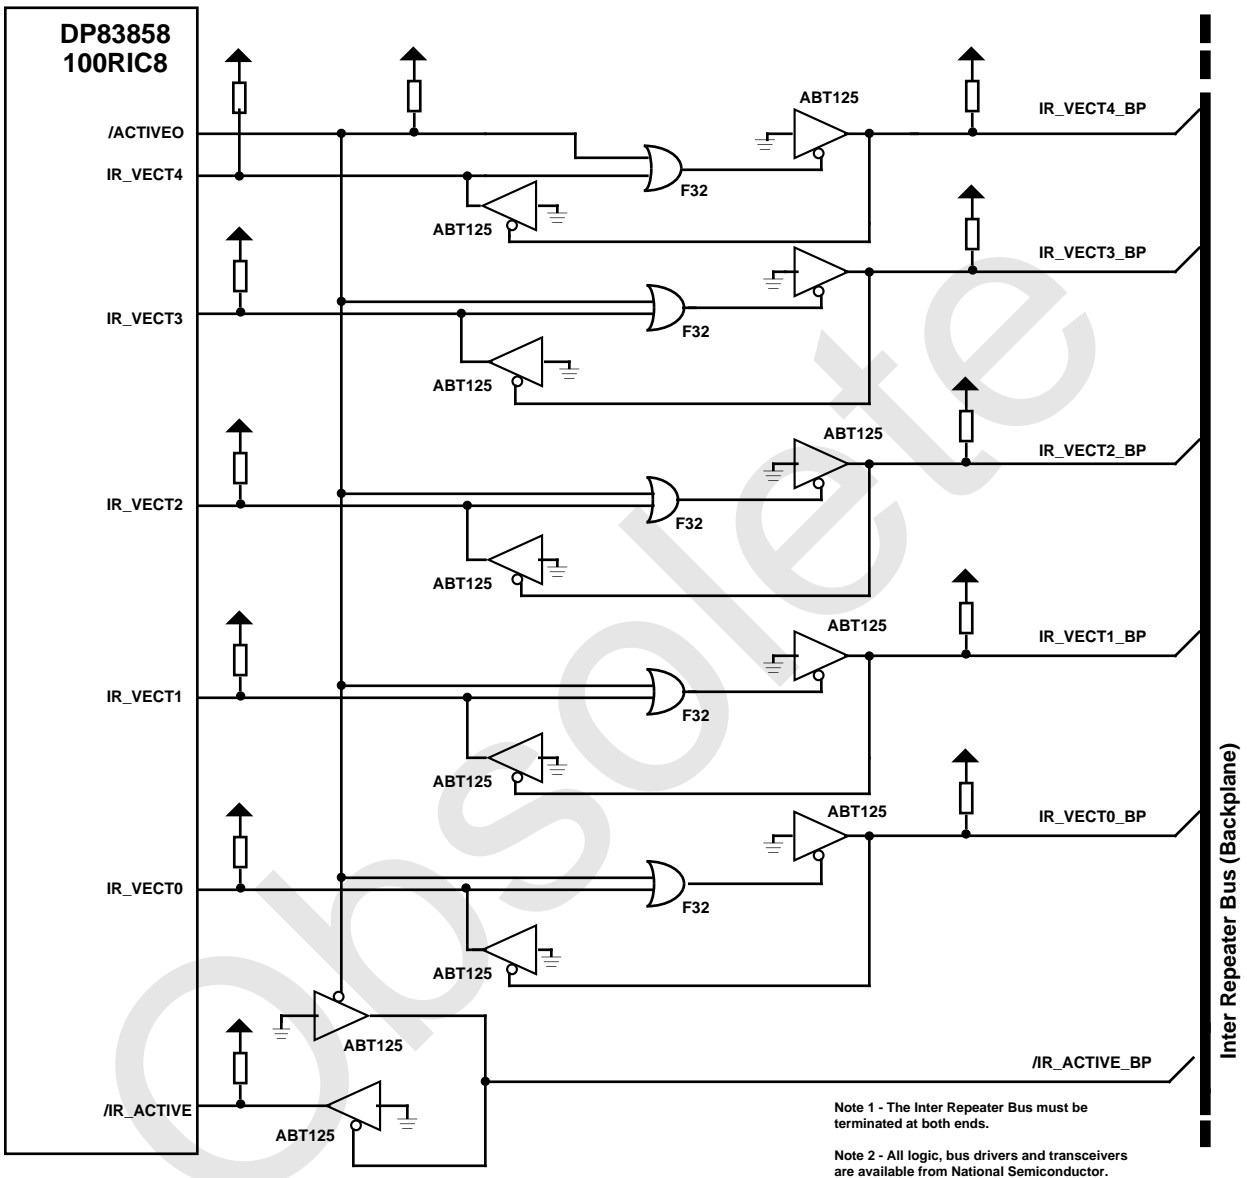 DP83858
100RIC8
ABT125
IR_VECT4_BP
/ACTIVEO
IR_VECT4
F32
ABT125
IR_VECT3_BP
IR_VECT3
F32
ABT125
ABT125
IR_VECT2_BP
IR_VECT2
F32
ABT125
ABT125
IR_VECT1_BP
IR_VECT1
F32
ABT125
ABT125
IR_VECT0_BP
IR_VECT0
F32
ABT125
ABT125
/IR_ACTIVE_BP
/IR_ACTIVE
ABT125
Inter Repeater Bus (Backplane)
Note 1 - The Inter Repeater Bus must be
terminated at both ends.
Note 2 - All logic, bus drivers and transceivers
are available from National Semiconductor.
Obsolete